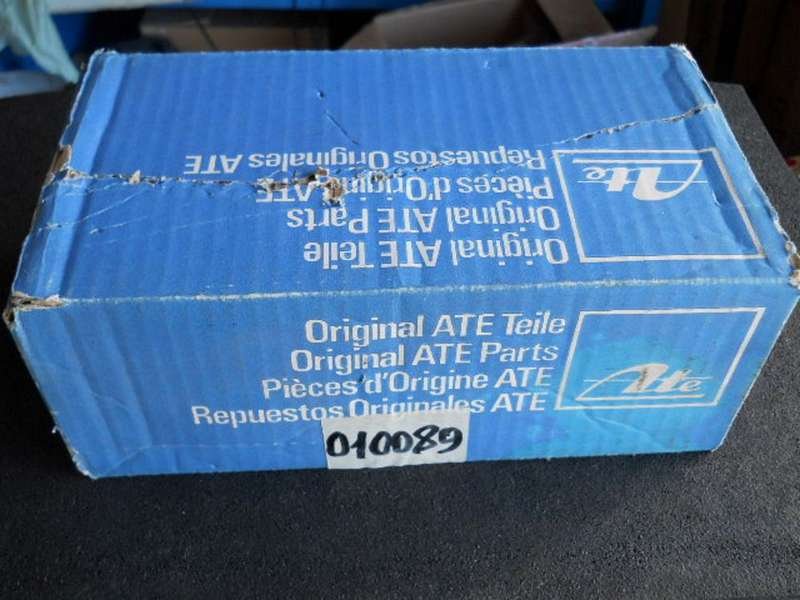 Repuestos Originales ATE
Pièces d'Origine ATE
Original ATE Parts
Original ATE Teile
Ate
Original ATE Teile
Original ATE Parts
Pièces d'Origine ATE
Repuestos Originales ATE
Ate
010089